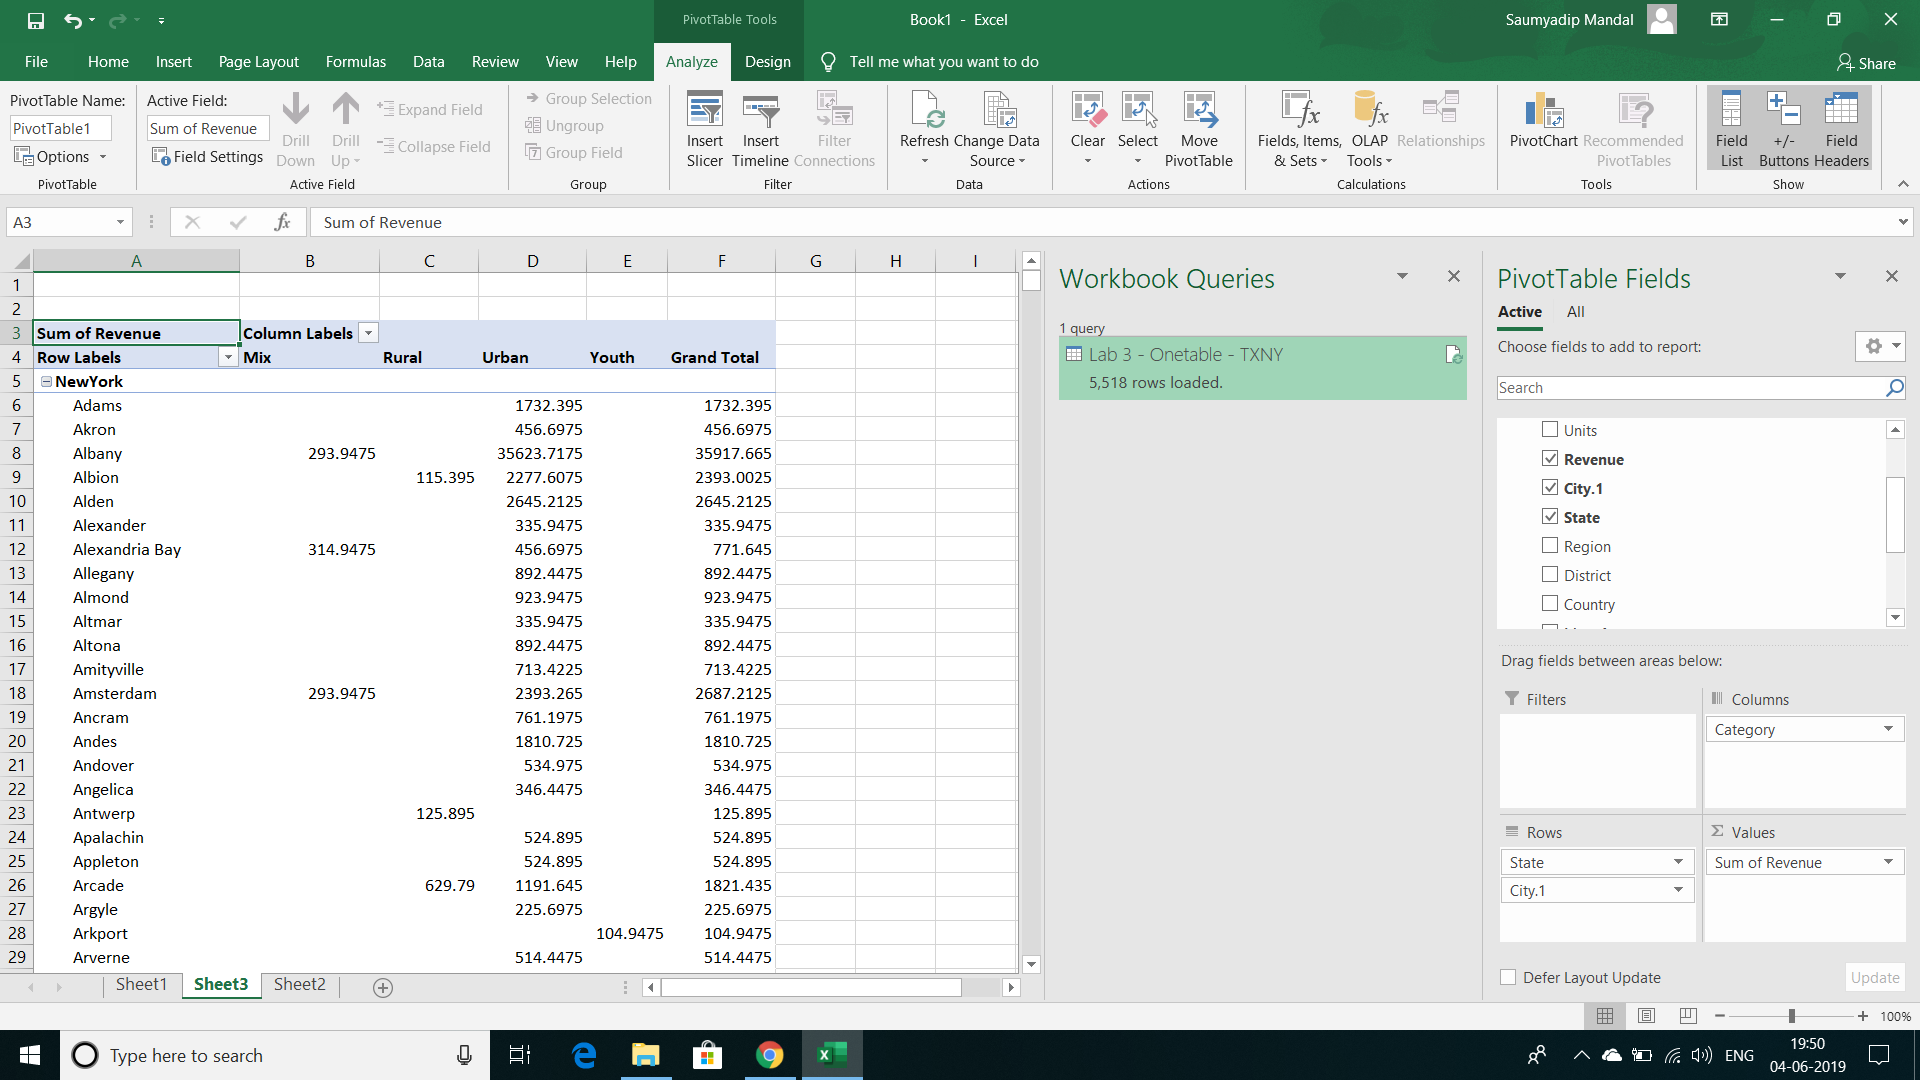 PivotTable Tools
Book1 - Excel
Saumyadip Mandal
File Home Insert Page Layout Formulas Data Review View Help Analyze Design Tell me what you want to do Share
PivotTable Name:
PivotTable1
Options
PivotTable
Active Field:
Sum of Revenue
Field Settings
Drill Down
Drill Up
Expand Field
Collapse Field
Active Field
Group Selection
Ungroup
Group Field
Group
Insert Slicer
Insert Timeline
Filter Connections
Filter
Refresh
Change Data Source
Data
Clear
Select
Move PivotTable
Actions
Fields, Items, & Sets
OLAP Tools
Relationships
Calculations
PivotChart
Recommended PivotTables
Tools
Field List
+/- Buttons
Field Headers
Show
A3
fx
Sum of Revenue
A B C D E F G H I
1
2
3 Sum of Revenue Column Labels
4 Row Labels Mix Rural Urban Youth Grand Total
5 NewYork
6 Adams 1732.395 1732.395
7 Akron 456.6975 456.6975
8 Albany 293.9475 35623.7175 35917.665
9 Albion 115.395 2277.6075 2393.0025
10 Alden 2645.2125 2645.2125
11 Alexander 335.9475 335.9475
12 Alexandria Bay 314.9475 456.6975 771.645
13 Allegany 892.4475 892.4475
14 Almond 923.9475 923.9475
15 Altmar 335.9475 335.9475
16 Altona 892.4475 892.4475
17 Amityville 713.4225 713.4225
18 Amsterdam 293.9475 2393.265 2687.2125
19 Ancram 761.1975 761.1975
20 Andes 1810.725 1810.725
21 Andover 534.975 534.975
22 Angelica 346.4475 346.4475
23 Antwerp 125.895 125.895
24 Apalachin 524.895 524.895
25 Appleton 524.895 524.895
26 Arcade 629.79 1191.645 1821.435
27 Argyle 225.6975 225.6975
28 Arkport 104.9475 104.9475
29 Arverne 514.4475 514.4475
Sheet1 Sheet3 Sheet2
Workbook Queries
1 query
Lab 3 - Onetable - TXNY
5,518 rows loaded.
PivotTable Fields
Active All
Choose fields to add to report:
Search
Units
Revenue
City.1
State
Region
District
Country
Drag fields between areas below:
Filters
Columns
Category
Rows
State
City.1
Σ Values
Sum of Revenue
Defer Layout Update
Update
100%
Type here to search
ENG
19:50
04-06-2019